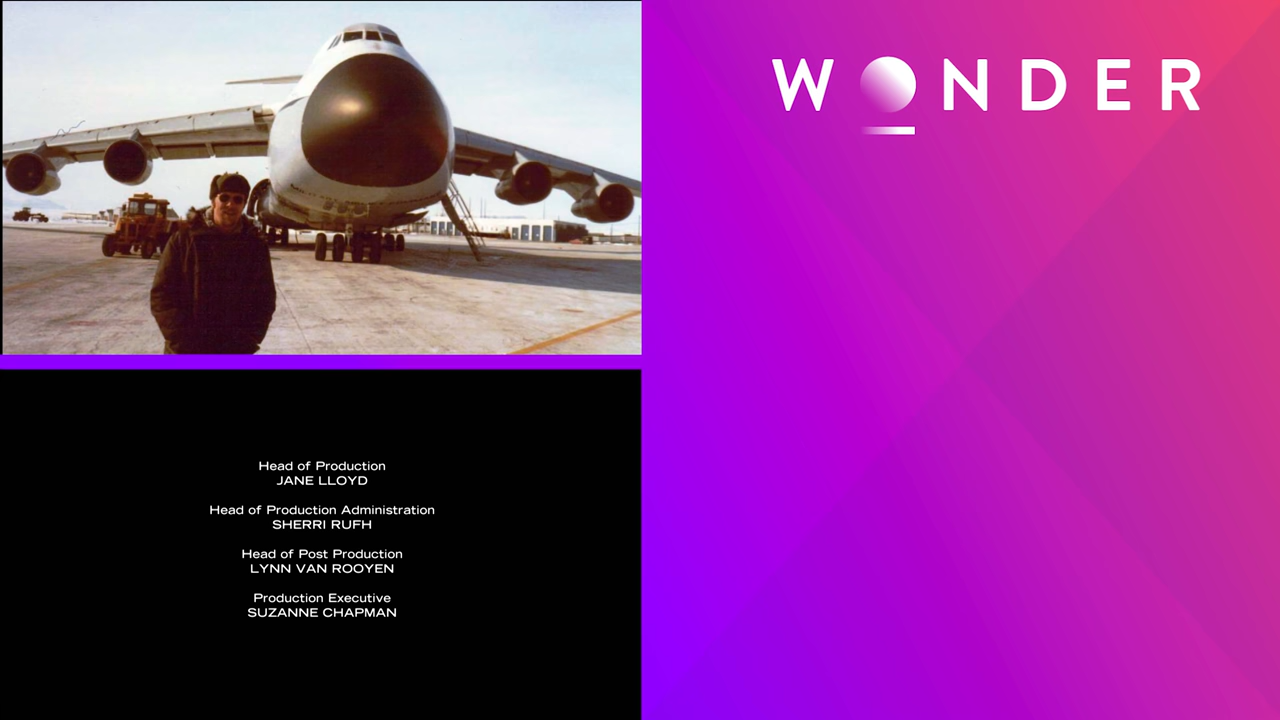 WONDER
Head of Production
JANE LLOYD
Head of Production Administration
SHERRI RUFH
Head of Post Production
LYNN VAN ROOYEN
Production Executive
SUZANNE CHAPMAN